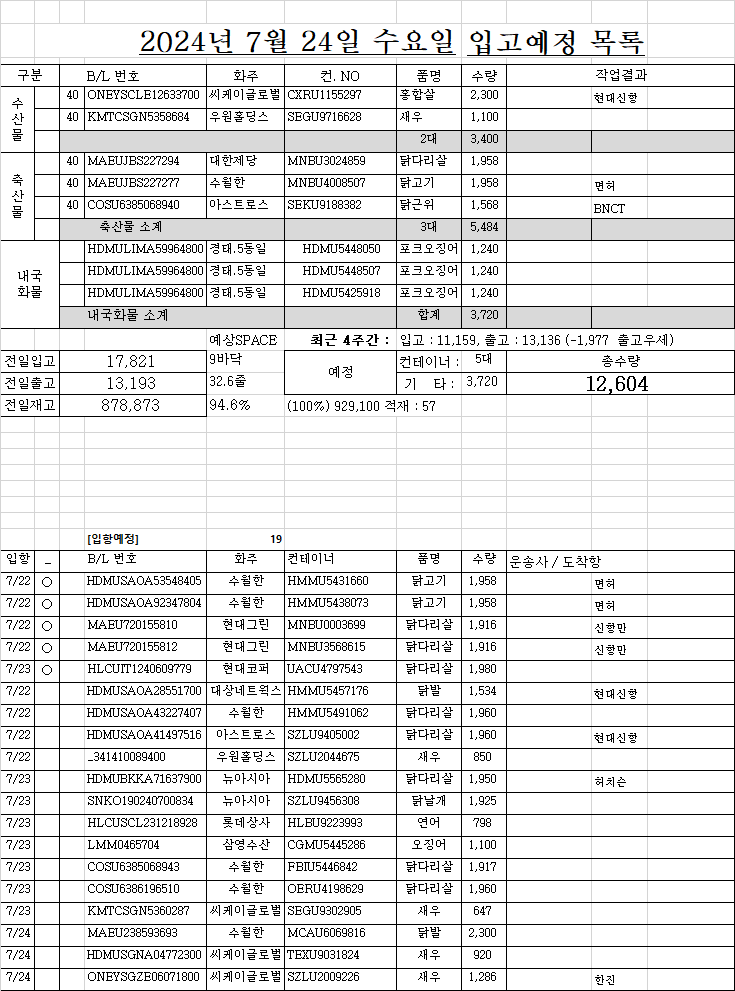 2024년 7월 24일 수요일 입고예정 목록
구분 B/L 번호 화주 컨. NO 품명 수량 작업결과
수산물
40 ONEYSCLE12633700 씨케이글로벌 CXRU1155297 홍합살 2,300 현대신항
40 KMTCSGN5358684 우원홀딩스 SEGU9716628 새우 1,100
2대 3,400
축산물
40 MAEUJBS227294 대한제당 MNBU3024859 닭다리살 1,958
40 MAEUJBS227277 수월한 MNBU4008507 닭고기 1,958 면허
40 COSU6385068940 아스트로스 SEKU9188382 닭근위 1,568 BNCT
축산물 소계 3대 5,484
내국화물
HDMULIMA59964800 경태.5동일 HDMU5448050 포크오징어 1,240
HDMULIMA59964800 경태.5동일 HDMU5448507 포크오징어 1,240
HDMULIMA59964800 경태.5동일 HDMU5425918 포크오징어 1,240
내국화물 소계 합계 3,720
예상SPACE 최근 4주간 : 입고 : 11,159, 출고 : 13,136 (-1,977 출고우세)
전일입고 17,821 9바닥 예정 컨테이너 : 5대 총수량
전일출고 13,193 32.6줄 기 타 : 3,720 12,604
전일재고 878,873 94.6% (100%) 929,100 적재 : 57
[입항예정] 19
입항 _ B/L 번호 화주 컨테이너 품명 수량 운송사 / 도착항
7/22 ○ HDMUSAOA53548405 수월한 HMMU5431660 닭고기 1,958 면허
7/22 ○ HDMUSAOA92347804 수월한 HMMU5438073 닭고기 1,958 면허
7/22 ○ MAEU720155810 현대그린 MNBU0003699 닭다리살 1,916 신항만
7/22 ○ MAEU720155812 현대그린 MNBU3568615 닭다리살 1,916 신항만
7/23 ○ HLCUIT1240609779 현대코퍼 UACU4797543 닭다리살 1,980
7/22 HDMUSAOA28551700 대상네트웍스 HMMU5457176 닭발 1,534 현대신항
7/22 HDMUSAOA43227407 수월한 HMMU5491062 닭다리살 1,960
7/22 HDMUSAOA41497516 아스트로스 SZLU9405002 닭다리살 1,960 현대신항
7/22 _341410089400 우원홀딩스 SZLU2044675 새우 850
7/23 HDMUBKKA71637900 뉴아시아 HDMU5565280 닭다리살 1,950 허치슨
7/23 SNKO190240700834 뉴아시아 SZLU9456308 닭날개 1,925
7/23 HLCUSCL231218928 롯데상사 HLBU9223993 연어 798
7/23 LMM0465704 삼영수산 CGMU5445286 오징어 1,100
7/23 COSU6385068943 수월한 FBIU5446842 닭다리살 1,917
7/23 COSU6386196510 수월한 OERU4198629 닭다리살 1,960
7/23 KMTCSGN5360287 씨케이글로벌 SEGU9302905 새우 647
7/24 MAEU238593693 수월한 MCAU6069816 닭발 2,300
7/24 HDMUSGNA04772300 씨케이글로벌 TEXU9031824 새우 920
7/24 ONEYSGZE06071800 씨케이글로벌 SZLU2009226 새우 1,286 한진